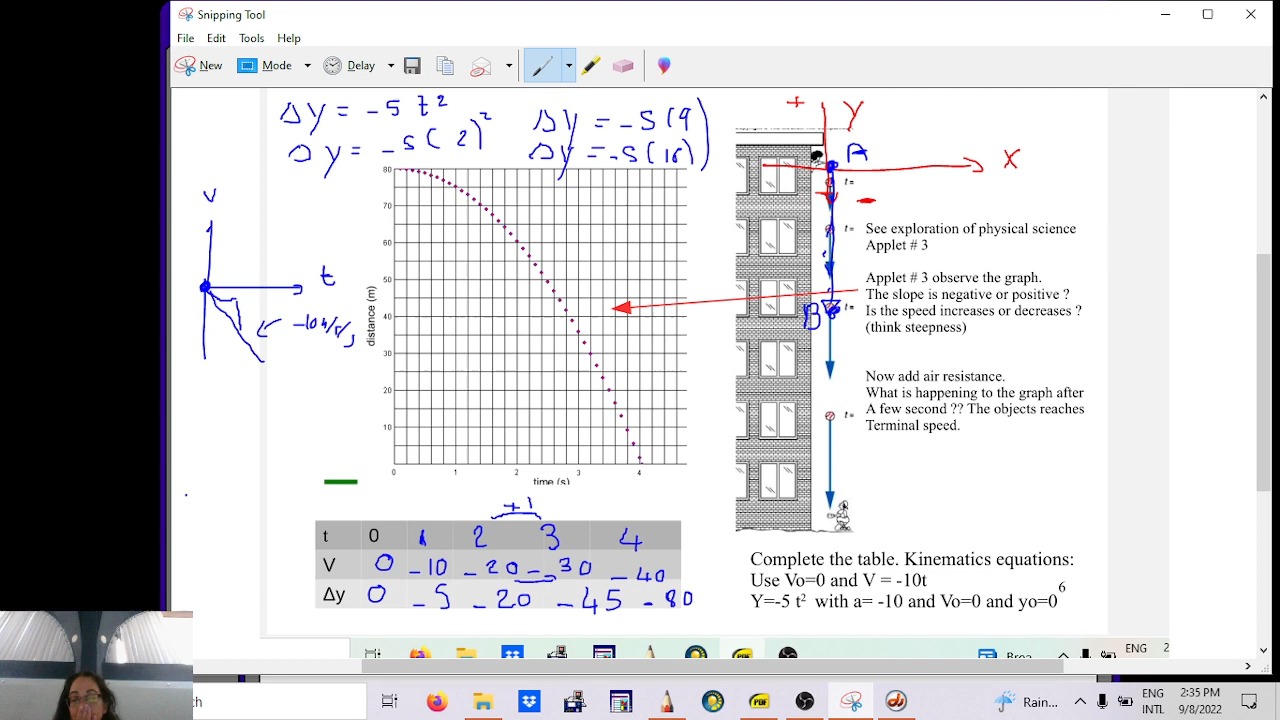 Snipping Tool
File Edit Tools Help
New Mode Delay
Δy = -5 t²
Δy = -5 ( 2)²
Δy = -5 (9)
Δy = -5 (16)
+ Y
A
X
-
v
t
-10 m/s/s
80
70
60
50
40
30
20
10
0 1 2 3 4
distance (m)
time (s)
t =
t =
t =
t =
B
See exploration of physical science
Applet # 3
Applet # 3 observe the graph.
The slope is negative or positive ?
Is the speed increases or decreases ?
(think steepness)
Now add air resistance.
What is happening to the graph after
A few second ?? The objects reaches
Terminal speed.
+1
t 0 1 2 3 4
V 0 -10 -20 -30 -40
Δy 0 -5 -20 -45 -80
Complete the table. Kinematics equations:
Use Vo=0 and V = -10t
Y=-5 t² with a= -10 and Vo=0 and yo=0
6
ENG
ch
Rain...
ENG
INTL
2:35 PM
9/8/2022